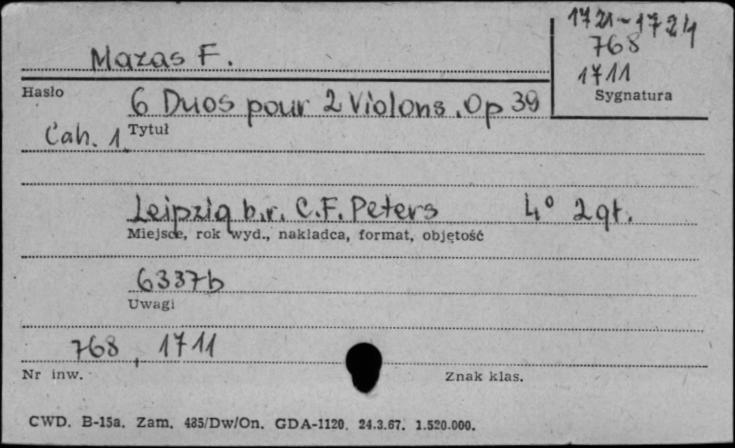 1721-1724
Mazas F. 768
1711
Hasło Sygnatura
6 Duos pour 2 Violons. Op 39
Cah. 1. Tytuł
Leipzig b.r. C.F. Peters 4° 2 gł.
Miejsce, rok wyd., nakładca, format, objętość
6337b
Uwagi
768, 1711
Nr inw. Znak klas.
CWD. B-15a. Zam. 485/Dw/On. GDA-1120. 24.3.67. 1.520.000.